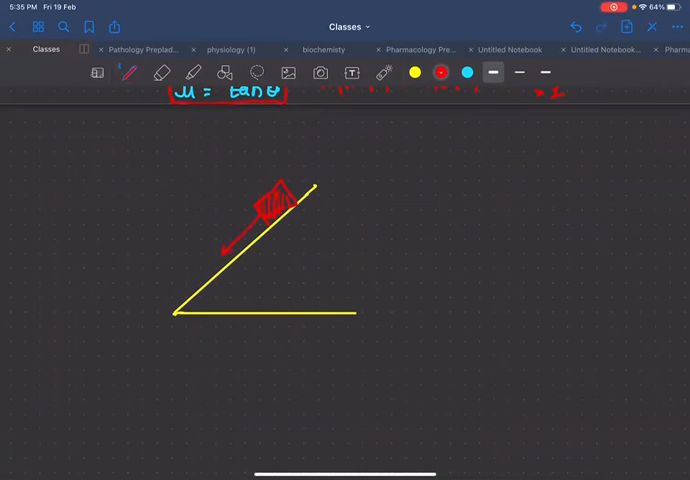 5:35 PM Fri 19 Feb
64%
Classes
Classes
Pathology Preplad...
physiology (1)
biochemisty
Pharmacology Pre...
Untitled Notebook
Untitled Notebook...
Pharma
μ = tan θ